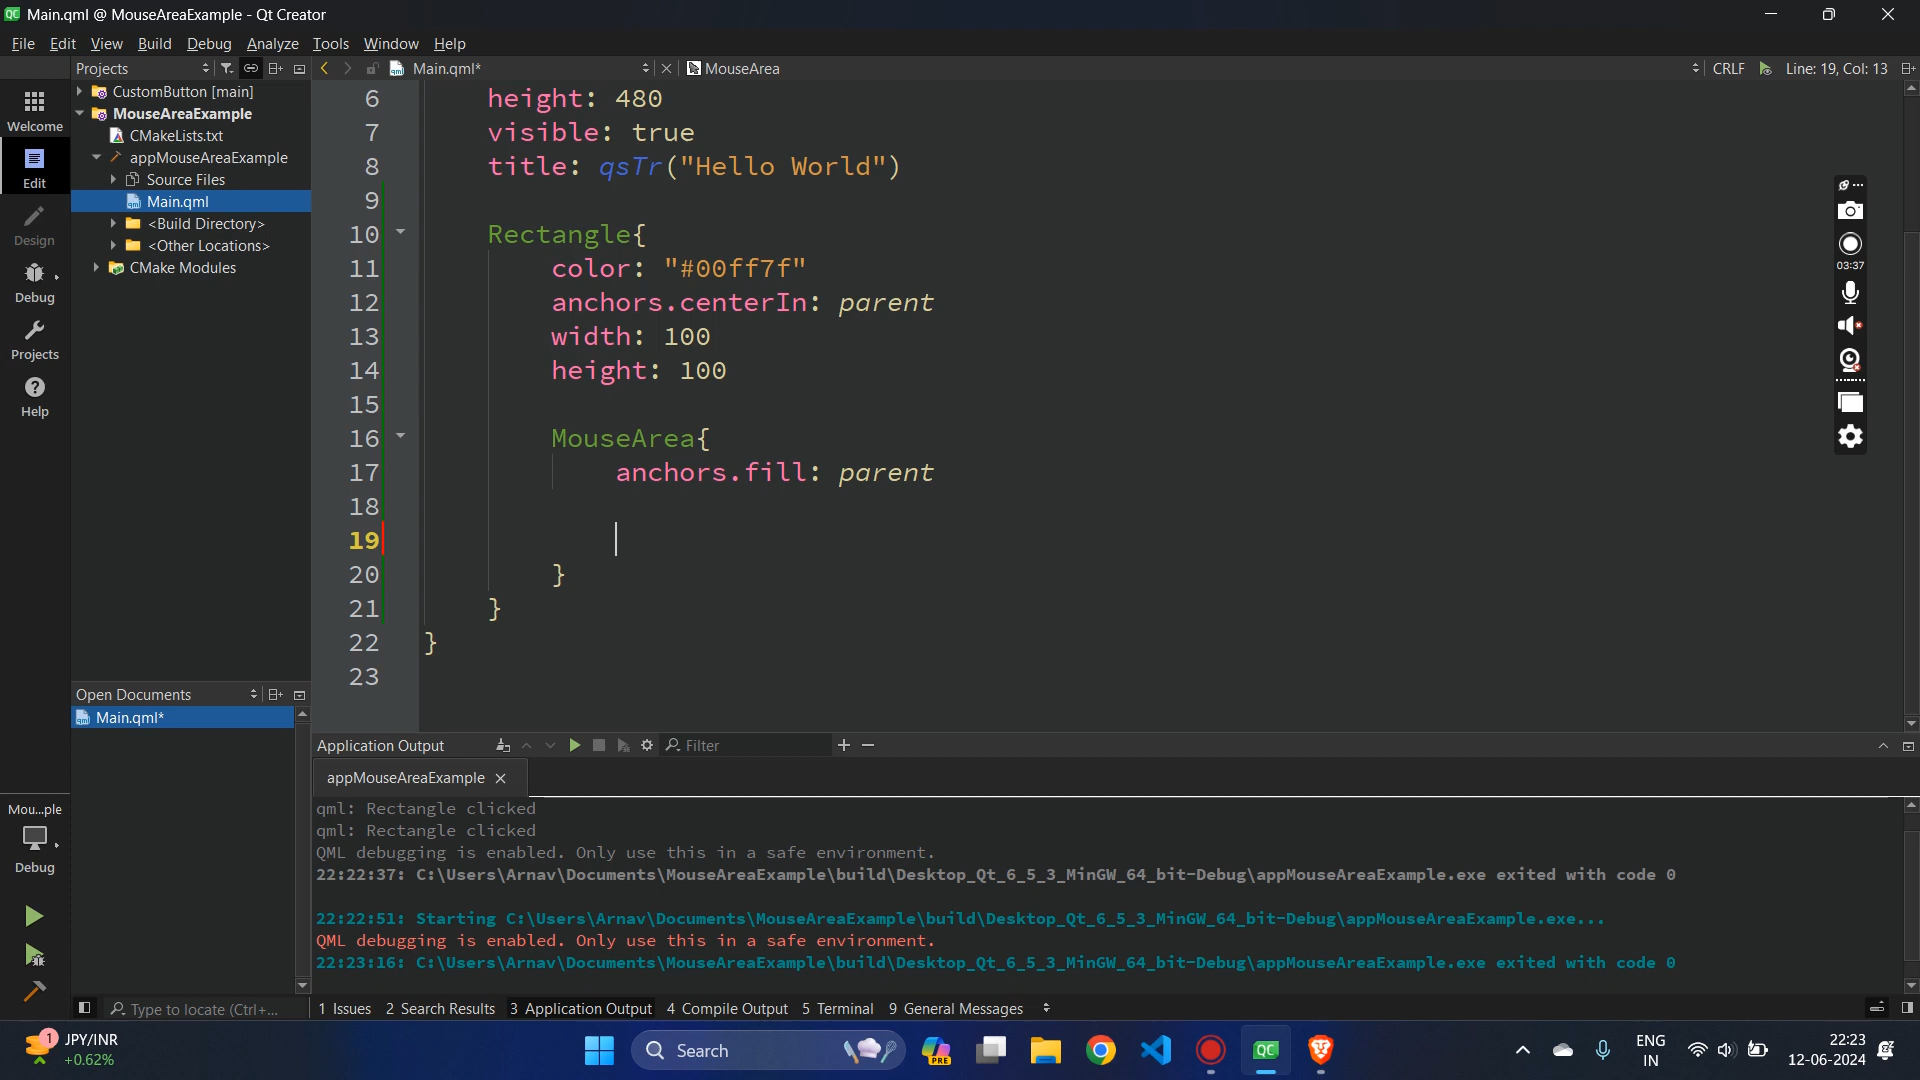 Main.qml @ MouseAreaExample - Qt Creator
File Edit View Build Debug Analyze Tools Window Help
Projects
Main.qml*
MouseArea
CRLF
Line: 19, Col: 13
Welcome
Edit
Design
Debug
Projects
Help
CustomButton [main]
MouseAreaExample
CMakeLists.txt
appMouseAreaExample
Source Files
Main.qml
<Build Directory>
<Other Locations>
CMake Modules
6 height: 480
7 visible: true
8 title: qsTr("Hello World")
9
10 Rectangle{
11 color: "#00ff7f"
12 anchors.centerIn: parent
13 width: 100
14 height: 100
15
16 MouseArea{
17 anchors.fill: parent
18
19
20 }
21 }
22 }
23
03:37
Open Documents
Main.qml*
Mou...ple
Debug
Application Output
Filter
appMouseAreaExample
qml: Rectangle clicked
qml: Rectangle clicked
QML debugging is enabled. Only use this in a safe environment.
22:22:37: C:\Users\Arnav\Documents\MouseAreaExample\build\Desktop_Qt_6_5_3_MinGW_64_bit-Debug\appMouseAreaExample.exe exited with code 0
22:22:51: Starting C:\Users\Arnav\Documents\MouseAreaExample\build\Desktop_Qt_6_5_3_MinGW_64_bit-Debug\appMouseAreaExample.exe...
QML debugging is enabled. Only use this in a safe environment.
22:23:16: C:\Users\Arnav\Documents\MouseAreaExample\build\Desktop_Qt_6_5_3_MinGW_64_bit-Debug\appMouseAreaExample.exe exited with code 0
Type to locate (Ctrl+...
1 Issues 2 Search Results 3 Application Output 4 Compile Output 5 Terminal 9 General Messages
1
JPY/INR
+0.62%
Search
PRE
QC
ENG
IN
22:23
12-06-2024